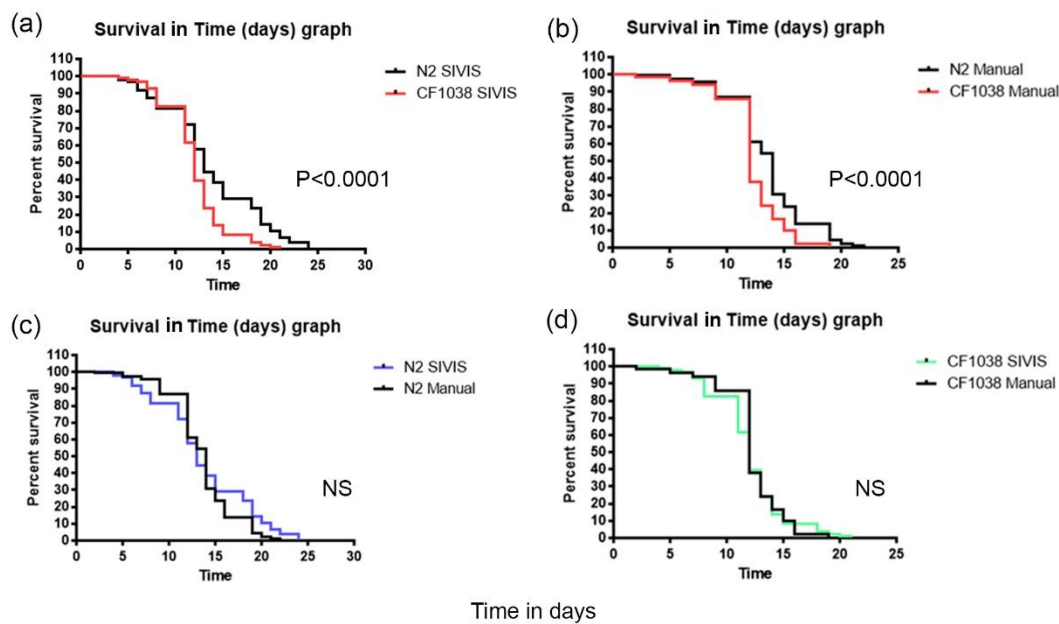 (a)
Survival in Time (days) graph
110
100
90
80
70
60
50
40
30
20
10
0
Percent survival
0 5 10 15 20 25 30
Time
N2 SIVIS
CF1038 SIVIS
P<0.0001
(b)
Survival in Time (days) graph
110
100
90
80
70
60
50
40
30
20
10
0
Percent survival
0 5 10 15 20 25
Time
N2 Manual
CF1038 Manual
P<0.0001
(c)
Survival in Time (days) graph
110
100
90
80
70
60
50
40
30
20
10
0
Percent survival
0 5 10 15 20 25 30
Time
N2 SIVIS
N2 Manual
NS
(d)
Survival in Time (days) graph
110
100
90
80
70
60
50
40
30
20
10
0
Percent survival
0 5 10 15 20 25
Time
CF1038 SIVIS
CF1038 Manual
NS
Time in days